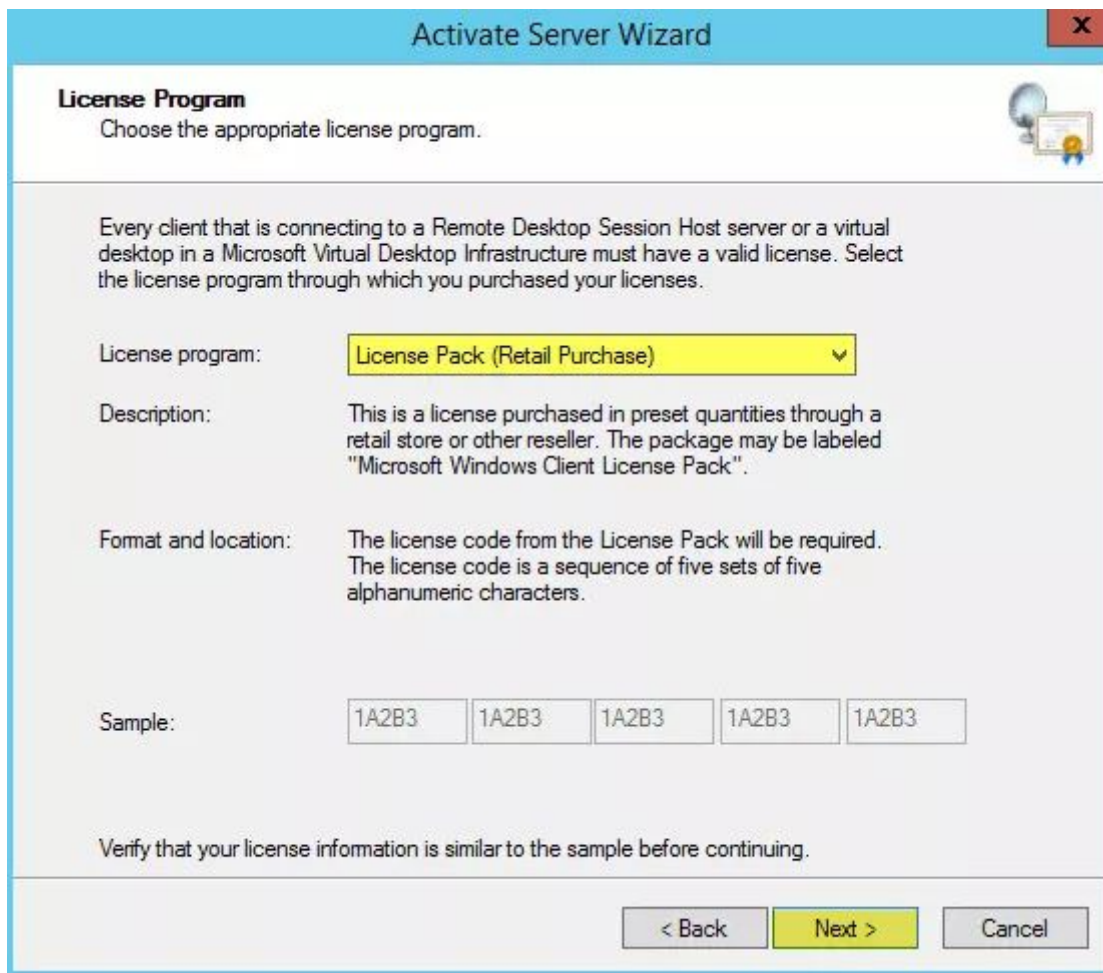 Activate Server Wizard
x
License Program
Choose the appropriate license program.
Every client that is connecting to a Remote Desktop Session Host server or a virtual
desktop in a Microsoft Virtual Desktop Infrastructure must have a valid license. Select
the license program through which you purchased your licenses.
License program: License Pack (Retail Purchase)
Description: This is a license purchased in preset quantities through a
retail store or other reseller. The package may be labeled
"Microsoft Windows Client License Pack".
Format and location: The license code from the License Pack will be required.
The license code is a sequence of five sets of five
alphanumeric characters.
Sample: 1A2B3 1A2B3 1A2B3 1A2B3 1A2B3
Verify that your license information is similar to the sample before continuing.
< Back Next > Cancel